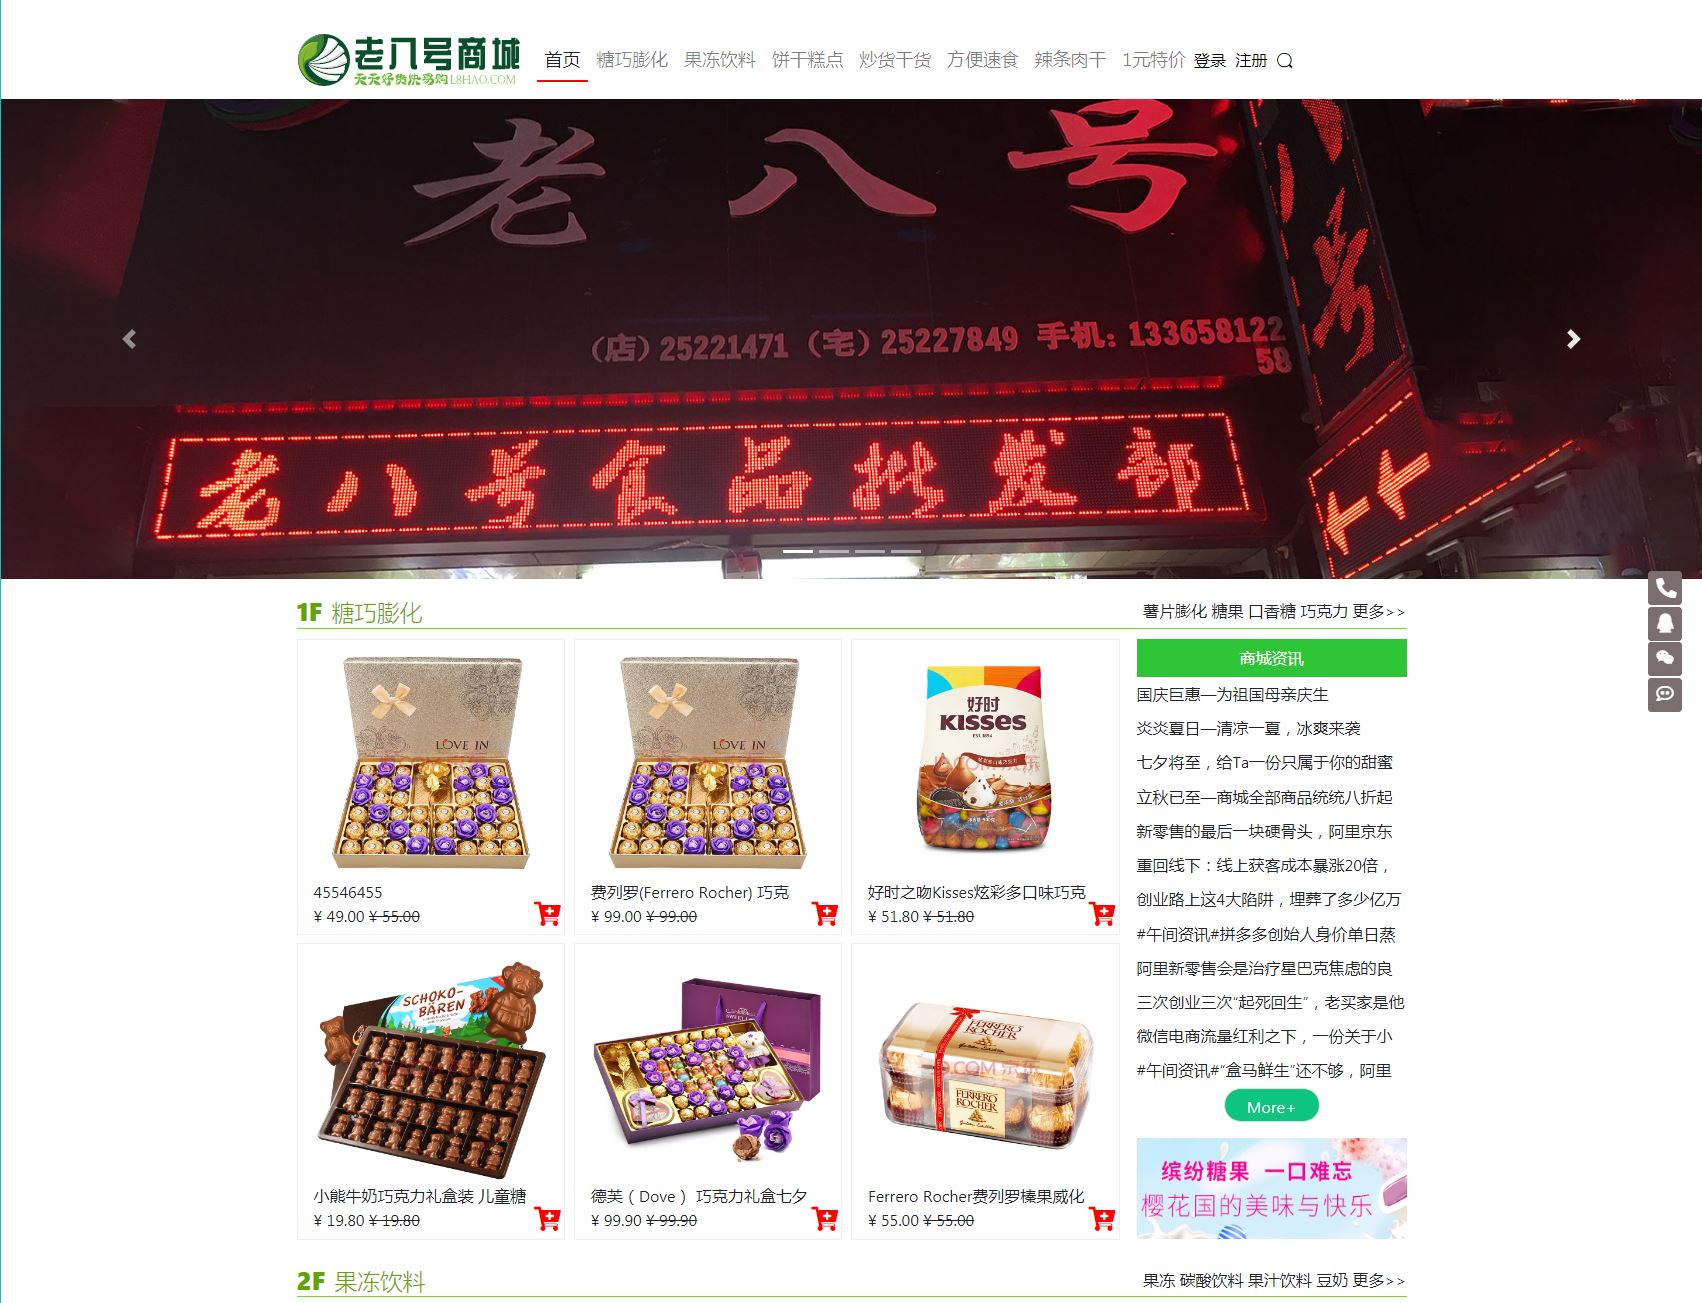 老八号商城
天天好货快易购L8HAO.COM
首页 糖巧膨化 果冻饮料 饼干糕点 炒货干货 方便速食 辣条肉干 1元特价 登录 注册
老八号
（店）25221471（宅）25227849 手机：133658122
58
老八号食品批发部
1F 糖巧膨化
薯片膨化 糖果 口香糖 巧克力 更多>>
LOVE IN
45546455
¥ 49.00 ¥ 55.00
LOVE IN
费列罗(Ferrero Rocher) 巧克
¥ 99.00 ¥ 99.00
好时
KISSES
好时之吻Kisses炫彩多口味巧克
¥ 51.80 ¥ 51.80
商城资讯
国庆巨惠—为祖国母亲庆生
炎炎夏日—清凉一夏，冰爽来袭
七夕将至，给Ta一份只属于你的甜蜜
立秋已至—商城全部商品统统八折起
新零售的最后一块硬骨头，阿里京东
重回线下：线上获客成本暴涨20倍，
创业路上这4大陷阱，埋葬了多少亿万
#午间资讯#拼多多创始人身价单日蒸
阿里新零售会是治疗星巴克焦虑的良
三次创业三次“起死回生”，老买家是他
微信电商流量红利之下，一份关于小
#午间资讯#“盒马鲜生”还不够，阿里
More+
SCHOKO-
BÄREN
小熊牛奶巧克力礼盒装 儿童糖
¥ 19.80 ¥ 19.80
德芙（Dove ） 巧克力礼盒七夕
¥ 99.90 ¥ 99.90
FERRERO
ROCHER
FERRERO
ROCHER
Ferrero Rocher费列罗榛果威化
¥ 55.00 ¥ 55.00
缤纷糖果 一口难忘
樱花国的美味与快乐
2F 果冻饮料
果冻 碳酸饮料 果汁饮料 豆奶 更多>>